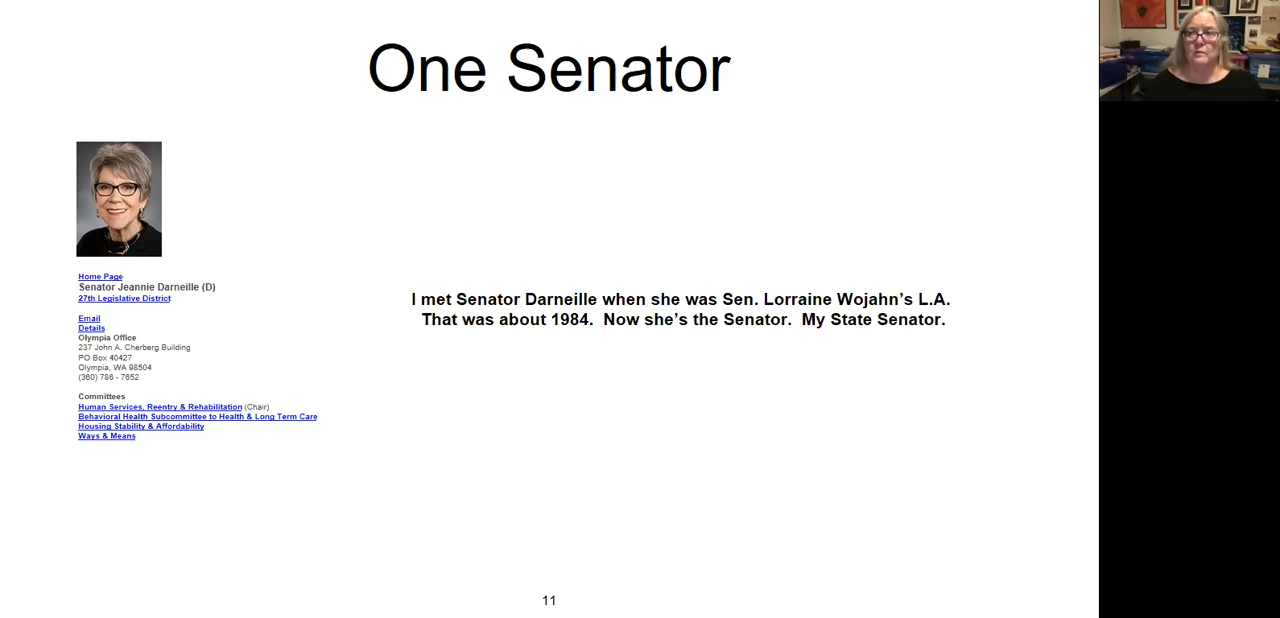 One Senator
Home Page
Senator Jeannie Darneille (D)
27th Legislative District
Email
Details
Olympia Office
237 John A. Cherberg Building
PO Box 40427
Olympia, WA 98504
(360) 786 - 7652
Committees
Human Services, Reentry & Rehabilitation (Chair)
Behavioral Health Subcommittee to Health & Long Term Care
Housing Stability & Affordability
Ways & Means
I met Senator Darneille when she was Sen. Lorraine Wojahn's L.A.
That was about 1984.  Now she's the Senator.  My State Senator.
11